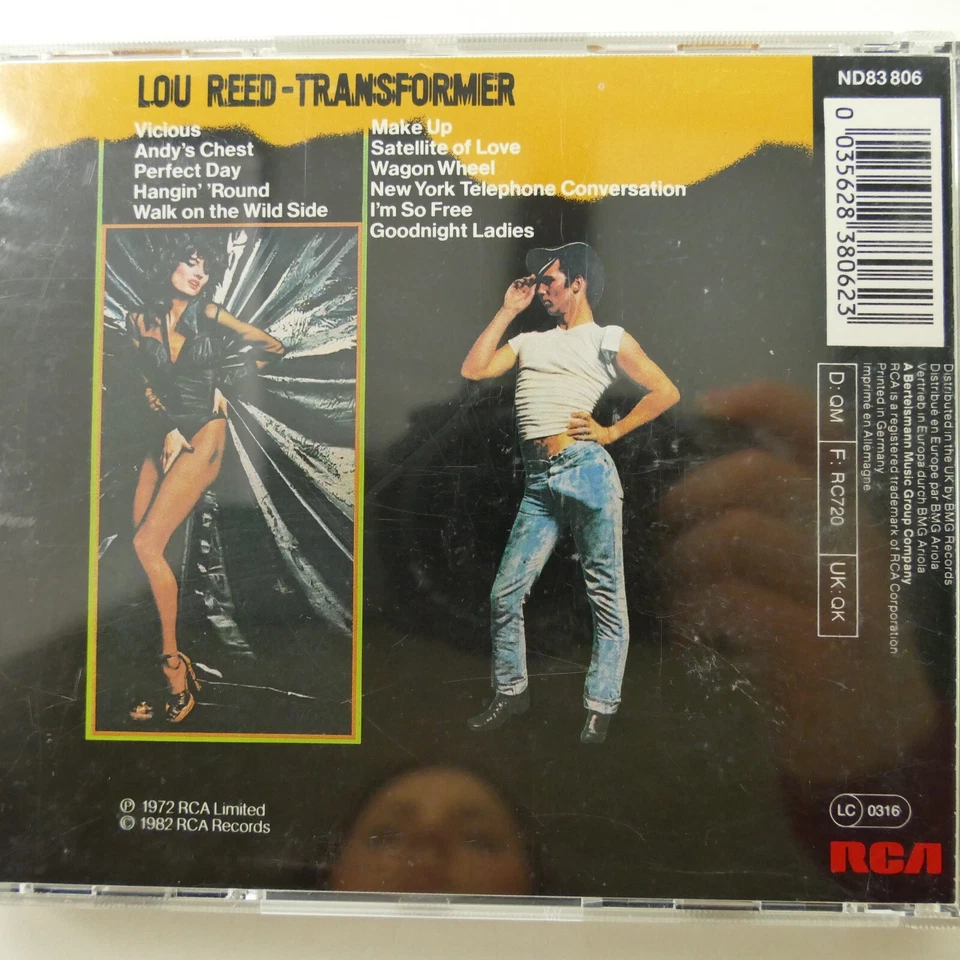 LOU REED-TRANSFORMER
Vicious
Andy's Chest
Perfect Day
Hangin' 'Round
Walk on the Wild Side
Make Up
Satellite of Love
Wagon Wheel
New York Telephone Conversation
I'm So Free
Goodnight Ladies
ND83806
0 035628 380623
Distributed in the UK by BMG Records
Distribué en Europe par BMG Ariola
Vertrieb in Europa durch BMG Ariola
A Bertelsmann Music Group Company
RCA is a registered trademark of RCA Corporation
Printed in Germany
Imprimé en Allemagne
D:QM F: RC720 UK:QK
℗ 1972 RCA Limited
© 1982 RCA Records
LC 0316
RCA